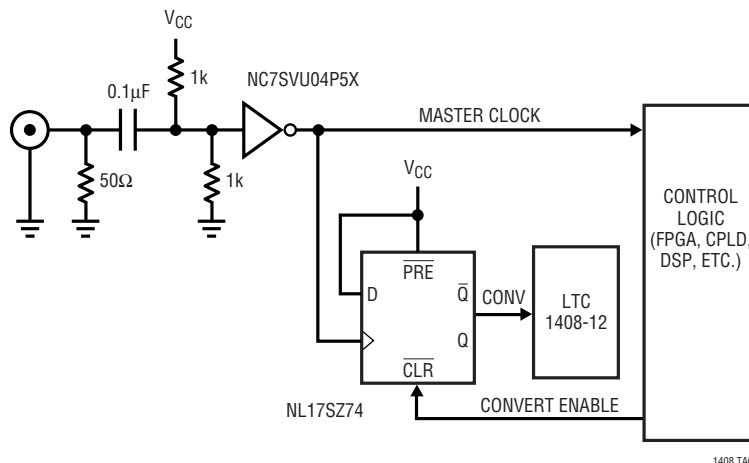 VCC
0.1µF
1k
NC7SVU04P5X
MASTER CLOCK
50Ω
1k
VCC
PRE
D
Q
CONV
LTC
1408-12
Q
CLR
NL17SZ74
CONVERT ENABLE
CONTROL
LOGIC
(FPGA, CPLD,
DSP, ETC.)